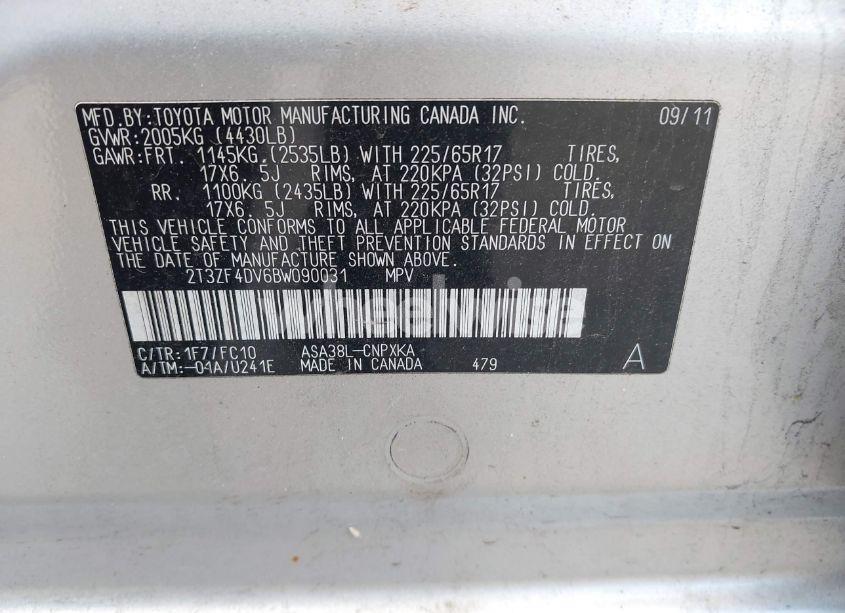 MFD.BY:TOYOTA MOTOR MANUFACTURING CANADA INC. 09/11
GVWR:2005KG (4430LB)
GAWR:FRT. 1145KG.(2535LB) WITH 225/65R17 TIRES,
17X6. 5J RIMS, AT 220KPA (32PSI) COLD.
RR. 1100KG (2435LB) WITH 225/65R17 TIRES,
17X6. 5J RIMS, AT 220KPA (32PSI) COLD.
THIS VEHICLE CONFORMS TO ALL APPLICABLE FEDERAL MOTOR
VEHICLE SAFETY AND THEFT PREVENTION STANDARDS IN EFFECT ON
THE DATE OF MANUFACTURE SHOWN ABOVE.
2T3ZF4DV6BW090031 MPV
C/TR:1F7/FC10 ASA38L-CNPXKA
A/TM:-04A/U241E MADE IN CANADA 479 A